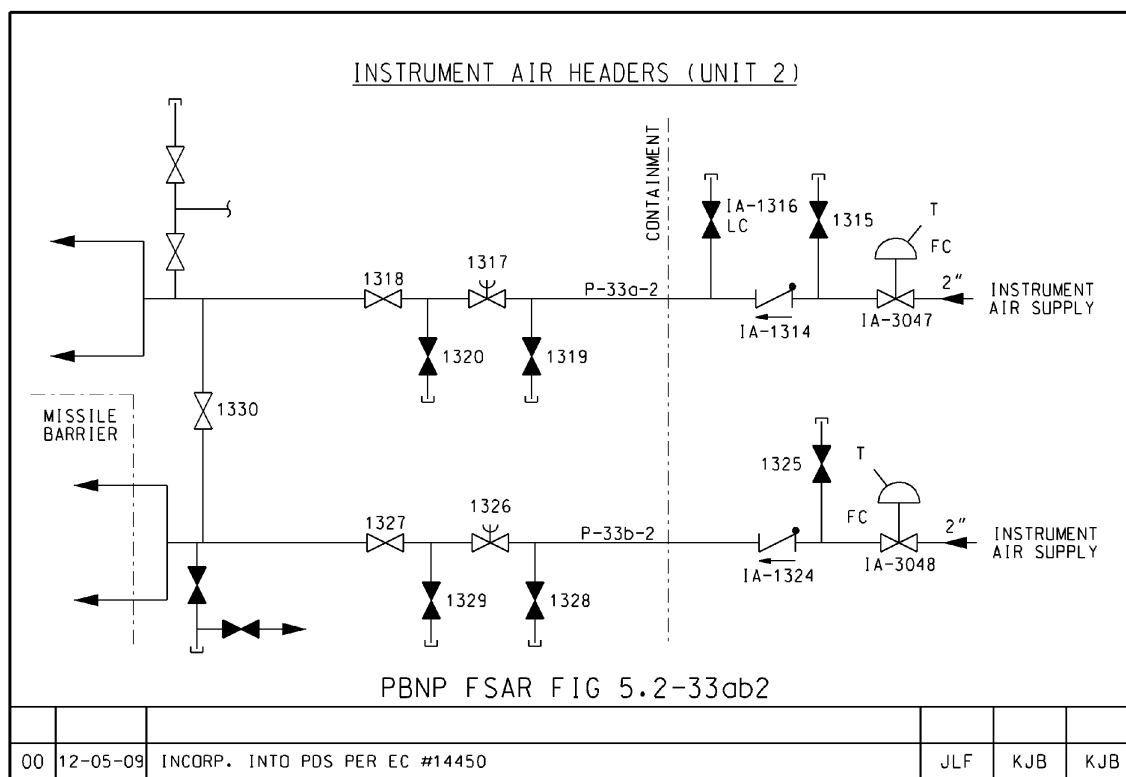 INSTRUMENT AIR HEADERS (UNIT 2)
CONTAINMENT
IA-1316
LC
1315
T
FC
1318
1317
P-33a-2
2"
INSTRUMENT
AIR SUPPLY
IA-1314
IA-3047
1320
1319
MISSILE
BARRIER
1330
1325
T
FC
1327
1326
P-33b-2
2"
INSTRUMENT
AIR SUPPLY
IA-1324
IA-3048
1329
1328
PBNP FSAR FIG 5.2-33ab2
00 12-05-09 INCORP. INTO PDS PER EC #14450 JLF KJB KJB